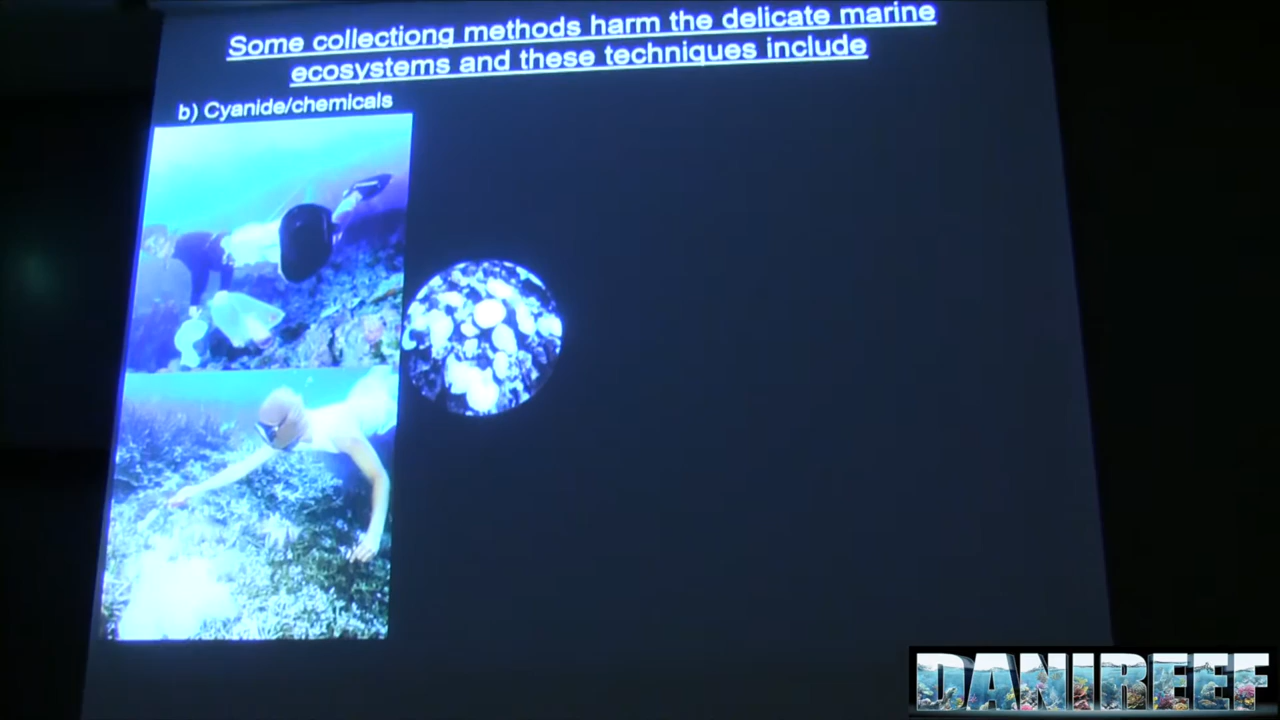 Some collectiong methods harm the delicate marine
ecosystems and these techniques include
b) Cyanide/chemicals
DANIREEF